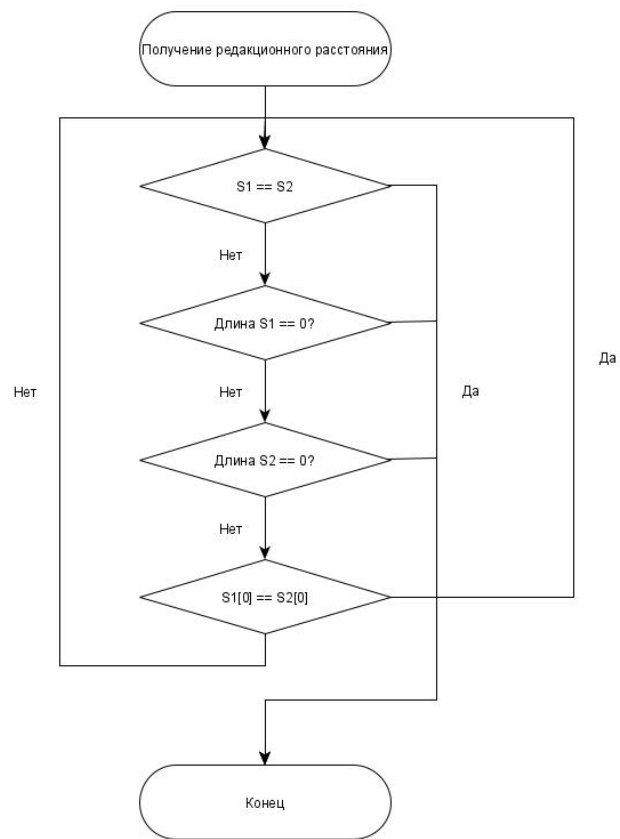 Получение редакционного расстояния
S1 == S2
Нет
Длина S1 == 0?
Да
Нет
Нет
Да
Длина S2 == 0?
Нет
S1[0] == S2[0]
Конец